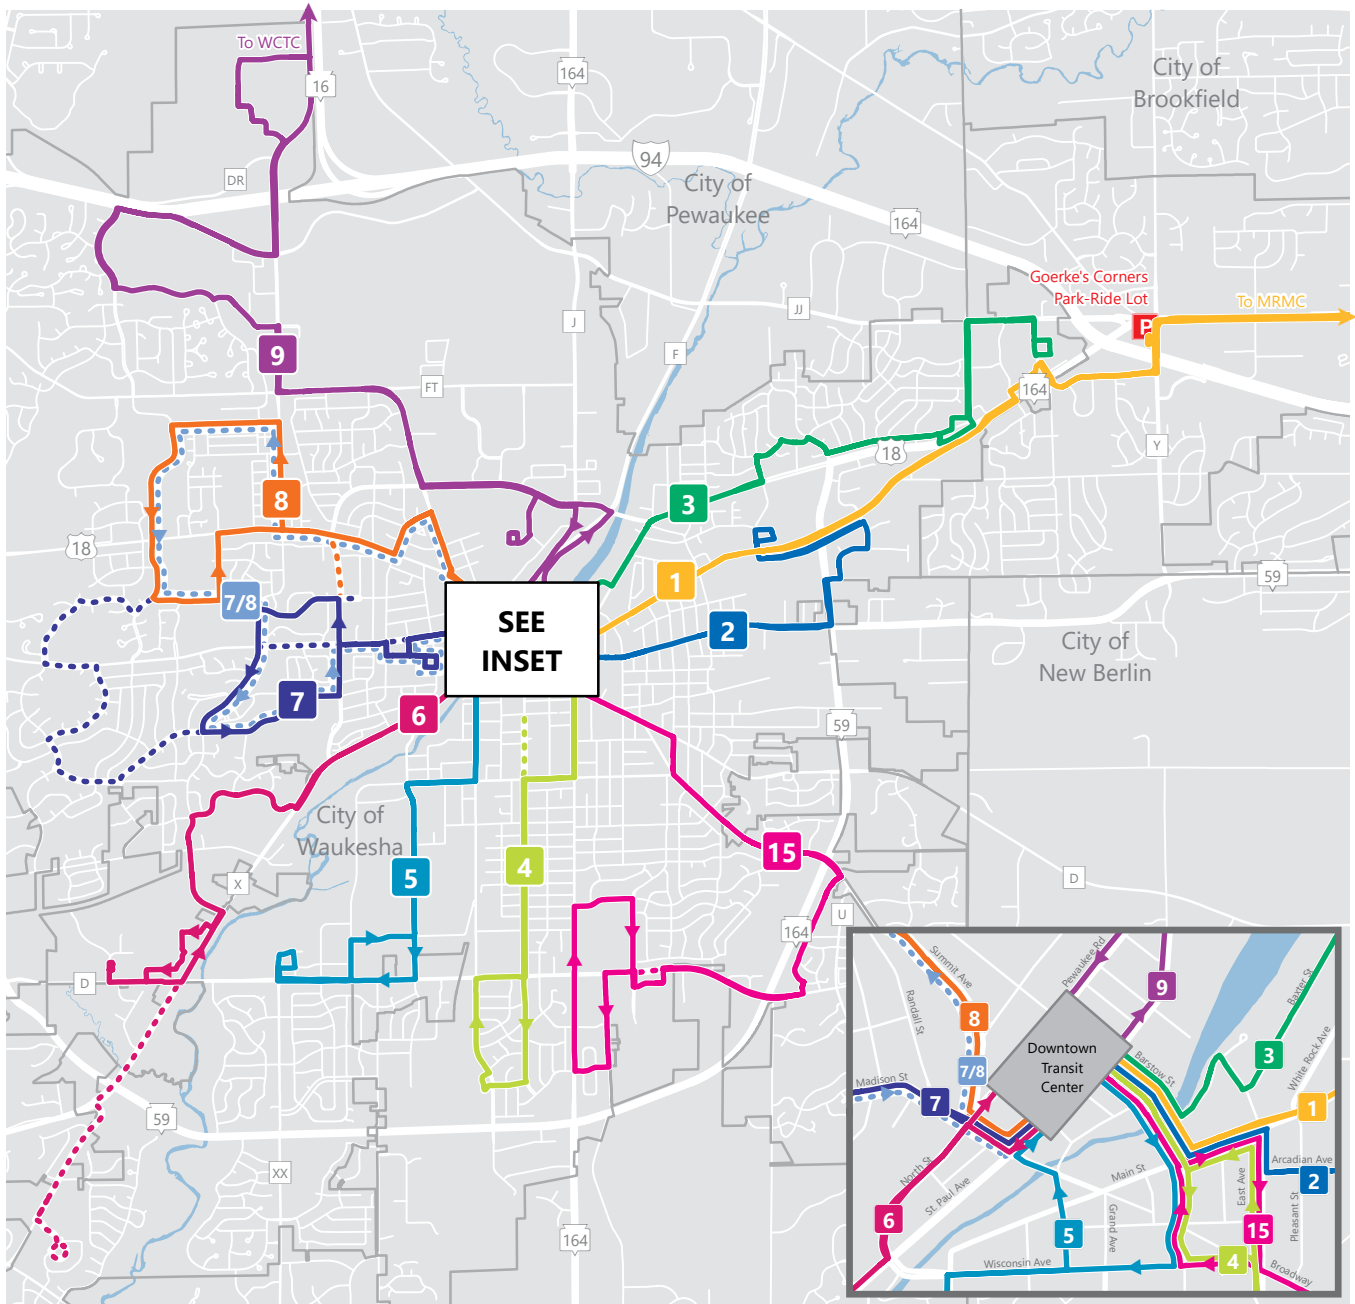 To WCTC
16
164
City of
Brookfield
94
DR
City of
Pewaukee
164
Goerke's Corners
Park-Ride Lot
To MRMC
P
JJ
J
F
9
FT
164
Y
18
8
3
18
1
59
7/8
SEE
INSET
2
City of
New Berlin
7
6
59
City of
Waukesha
15
4
5
D
X
U
164
D
59
XX
164
Summit Ave
Pewaukee Rd
9
Baxter St
Randall St
8
Downtown
Transit
Center
Barstow St
3
White Rock Ave
7/8
Madison St
7
1
North St
St. Paul Ave
Main St
Arcadian Ave
2
East Ave
Pleasant St
6
5
Grand Ave
15
4
Wisconsin Ave
Broadway